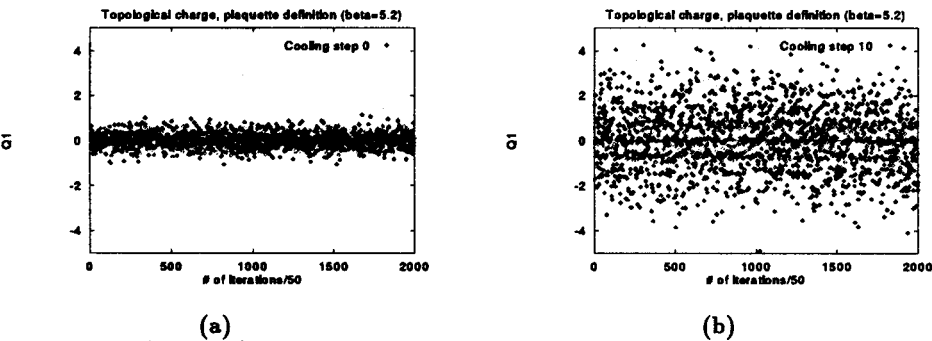 Topological charge, plaquette definition (beta=5.2)
Cooling step 0
4
2
0
-2
-4
Q1
0 500 1000 1500 2000
# of iterations/50
(a)
Topological charge, plaquette definition (beta=5.2)
Cooling step 10
4
2
0
-2
-4
Q1
0 500 1000 1500 2000
# of iterations/50
(b)